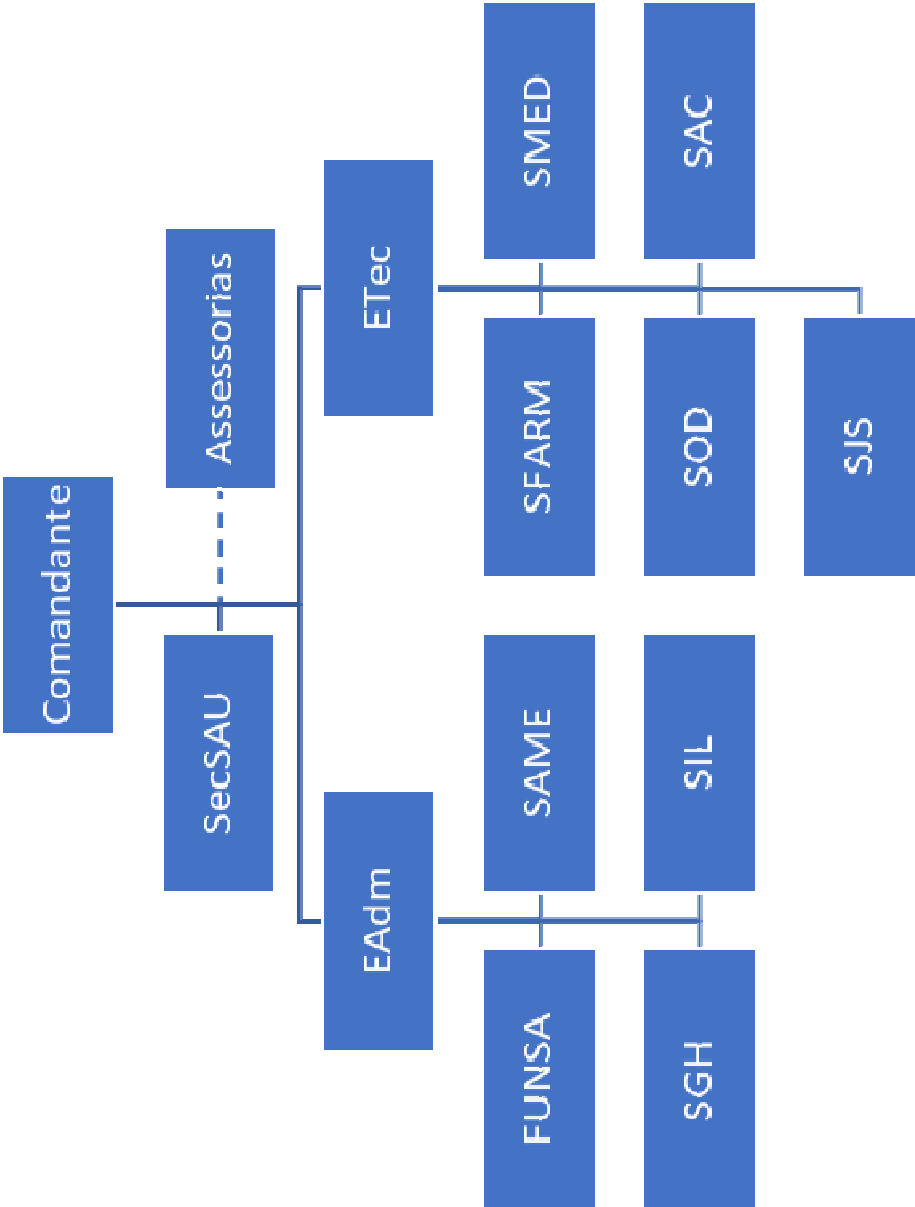 Comandante
SecSAU
Assessorias
EAdm
ETec
FUNSA
SAME
SFARM
SMED
SGH
SIL
SOD
SAC
SJS